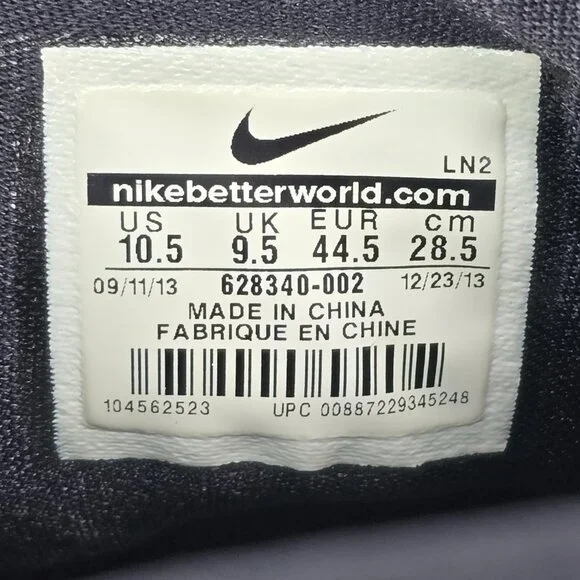 LN2
nikebetterworld.com
US UK EUR cm
10.5 9.5 44.5 28.5
09/11/13 628340-002 12/23/13
MADE IN CHINA
FABRIQUE EN CHINE
104562523 UPC 00887229345248